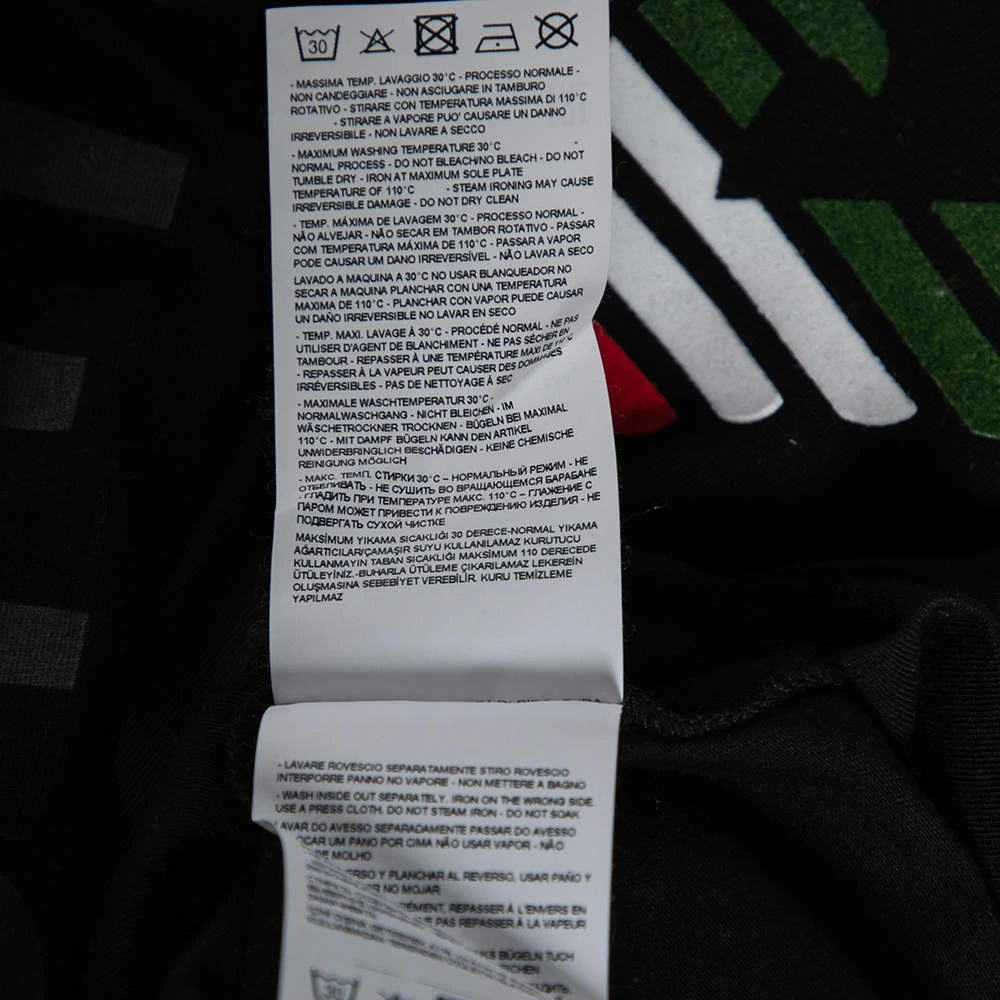 30
- MASSIMA TEMP. LAVAGGIO 30°C - PROCESSO NORMALE -
NON CANDEGGIARE - NON ASCIUGARE IN TAMBURO
ROTATIVO - STIRARE CON TEMPERATURA MASSIMA DI 110°C
- STIRARE A VAPORE PUO' CAUSARE UN DANNO
IRREVERSIBILE - NON LAVARE A SECCO
- MAXIMUM WASHING TEMPERATURE 30°C -
NORMAL PROCESS - DO NOT BLEACH/NO BLEACH - DO NOT
TUMBLE DRY - IRON AT MAXIMUM SOLE PLATE
TEMPERATURE OF 110°C - STEAM IRONING MAY CAUSE
IRREVERSIBLE DAMAGE - DO NOT DRY CLEAN
- TEMP. MÁXIMA DE LAVAGEM 30°C - PROCESSO NORMAL -
NÃO ALVEJAR - NÃO SECAR EM TAMBOR ROTATIVO - PASSAR
COM TEMPERATURA MÁXIMA DE 110°C - PASSAR A VAPOR
PODE CAUSAR UM DANO IRREVERSÍVEL - NÃO LAVAR A SECO
LAVADO A MAQUINA A 30°C NO USAR BLANQUEADOR NO
SECAR A MAQUINA PLANCHAR CON UNA TEMPERATURA
MAXIMA DE 110°C - PLANCHAR CON VAPOR PUEDE CAUSAR
UN DAÑO IRREVERSIBLE NO LAVAR EN SECO
- TEMP. MAXI. LAVAGE À 30°C - PROCÉDÉ NORMAL - NE PAS
UTILISER D'AGENT DE BLANCHIMENT - NE PAS SÉCHER EN
TAMBOUR - REPASSER À UNE TEMPÉRATURE MAXI DE 110°C
- REPASSER À LA VAPEUR PEUT CAUSER DES DOMMAGES
IRRÉVERSIBLES - PAS DE NETTOYAGE À SEC
- MAXIMALE WASCHTEMPERATUR 30°C -
NORMALWASCHGANG - NICHT BLEICHEN - IM
WÄSCHETROCKNER TROCKNEN - BÜGELN BEI MAXIMAL
110°C - MIT DAMPF BÜGELN KANN DEN ARTIKEL
UNWIDERBRINGLICH BESCHÄDIGEN - KEINE CHEMISCHE
REINIGUNG MÖGLICH
- МАКС. ТЕМП. СТИРКИ 30°C – НОРМАЛЬНЫЙ РЕЖИМ - НЕ
ОТБЕЛИВАТЬ - НЕ СУШИТЬ ВО ВРАЩАЮЩЕМСЯ БАРАБАНЕ
- ГЛАДИТЬ ПРИ ТЕМПЕРАТУРЕ МАКС. 110°C – ГЛАЖЕНИЕ С
ПАРОМ МОЖЕТ ПРИВЕСТИ К ПОВРЕЖДЕНИЮ ИЗДЕЛИЯ - НЕ
ПОДВЕРГАТЬ СУХОЙ ЧИСТКЕ
MAKSİMUM YIKAMA SICAKLIĞI 30 DERECE-NORMAL YIKAMA
AĞARTICILAR/ÇAMAŞIR SUYU KULLANILAMAZ KURUTUCU
KULLANMAYIN TABAN SICAKLIĞI MAKSİMUM 110 DERECEDE
ÜTÜLEYİNİZ.-BUHARLA ÜTÜLEME ÇIKARILAMAZ LEKEREİN
OLUŞMASINA SEBEBİYET VEREBİLİR. KURU TEMİZLEME
YAPILMAZ
- LAVARE ROVESCIO SEPARATAMENTE STIRO ROVESCIO
INTERPORRE PANNO NO VAPORE - NON METTERE A BAGNO
- WASH INSIDE OUT SEPARATELY. IRON ON THE WRONG SIDE.
USE A PRESS CLOTH. DO NOT STEAM IRON - DO NOT SOAK
AVAR DO AVESSO SEPARADAMENTE PASSAR DO AVESSO
OCAR UM PANO POR CIMA NÃO USAR VAPOR - NÃO
DE MOLHO
ERSO Y PLANCHAR AL REVERSO, USAR PAÑO Y
R NO MOJAR
REPASSER À L'ENVERS EN
PAS REPASSER À LA VAPEUR
KS BÜGELN TUCH
30